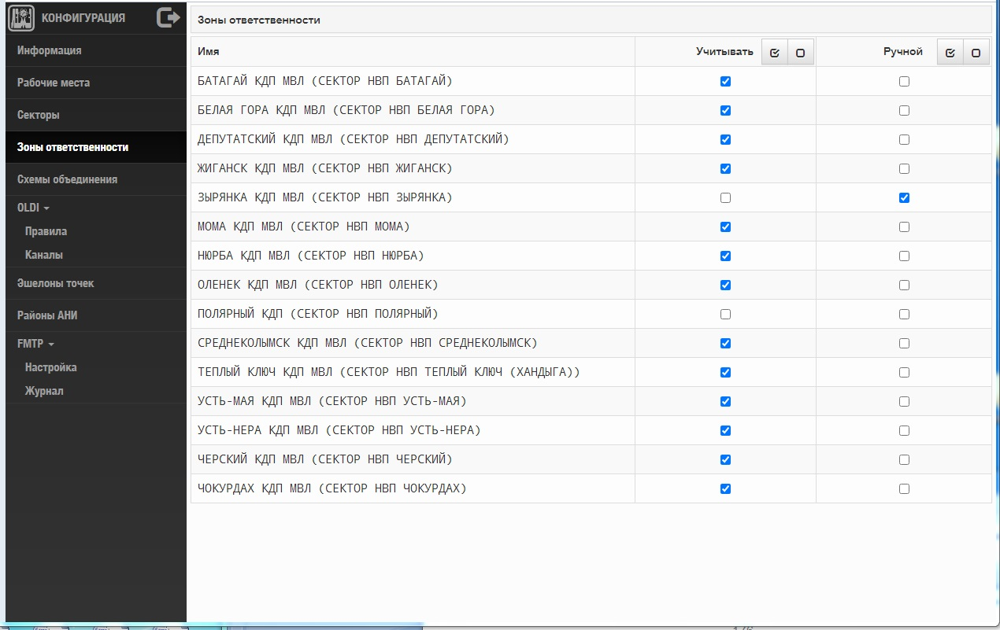 КОНФИГУРАЦИЯ
Информация
Рабочие места
Секторы
Зоны ответственности
Схемы объединения
OLDI
Правила
Каналы
Эшелоны точек
Районы АНИ
FMTP
Настройка
Журнал
Зоны ответственности
Имя Учитывать Ручной
БАТАГАЙ КДП МВЛ (СЕКТОР НВП БАТАГАЙ)
БЕЛАЯ ГОРА КДП МВЛ (СЕКТОР НВП БЕЛАЯ ГОРА)
ДЕПУТАТСКИЙ КДП МВЛ (СЕКТОР НВП ДЕПУТАТСКИЙ)
ЖИГАНСК КДП МВЛ (СЕКТОР НВП ЖИГАНСК)
ЗЫРЯНКА КДП МВЛ (СЕКТОР НВП ЗЫРЯНКА)
МОМА КДП МВЛ (СЕКТОР НВП МОМА)
НЮРБА КДП МВЛ (СЕКТОР НВП НЮРБА)
ОЛЕНЕК КДП МВЛ (СЕКТОР НВП ОЛЕНЕК)
ПОЛЯРНЫЙ КДП (СЕКТОР НВП ПОЛЯРНЫЙ)
СРЕДНЕКОЛЫМСК КДП МВЛ (СЕКТОР НВП СРЕДНЕКОЛЫМСК)
ТЕПЛЫЙ КЛЮЧ КДП МВЛ (СЕКТОР НВП ТЕПЛЫЙ КЛЮЧ (ХАНДЫГА))
УСТЬ-МАЯ КДП МВЛ (СЕКТОР НВП УСТЬ-МАЯ)
УСТЬ-НЕРА КДП МВЛ (СЕКТОР НВП УСТЬ-НЕРА)
ЧЕРСКИЙ КДП МВЛ (СЕКТОР НВП ЧЕРСКИЙ)
ЧОКУРДАХ КДП МВЛ (СЕКТОР НВП ЧОКУРДАХ)